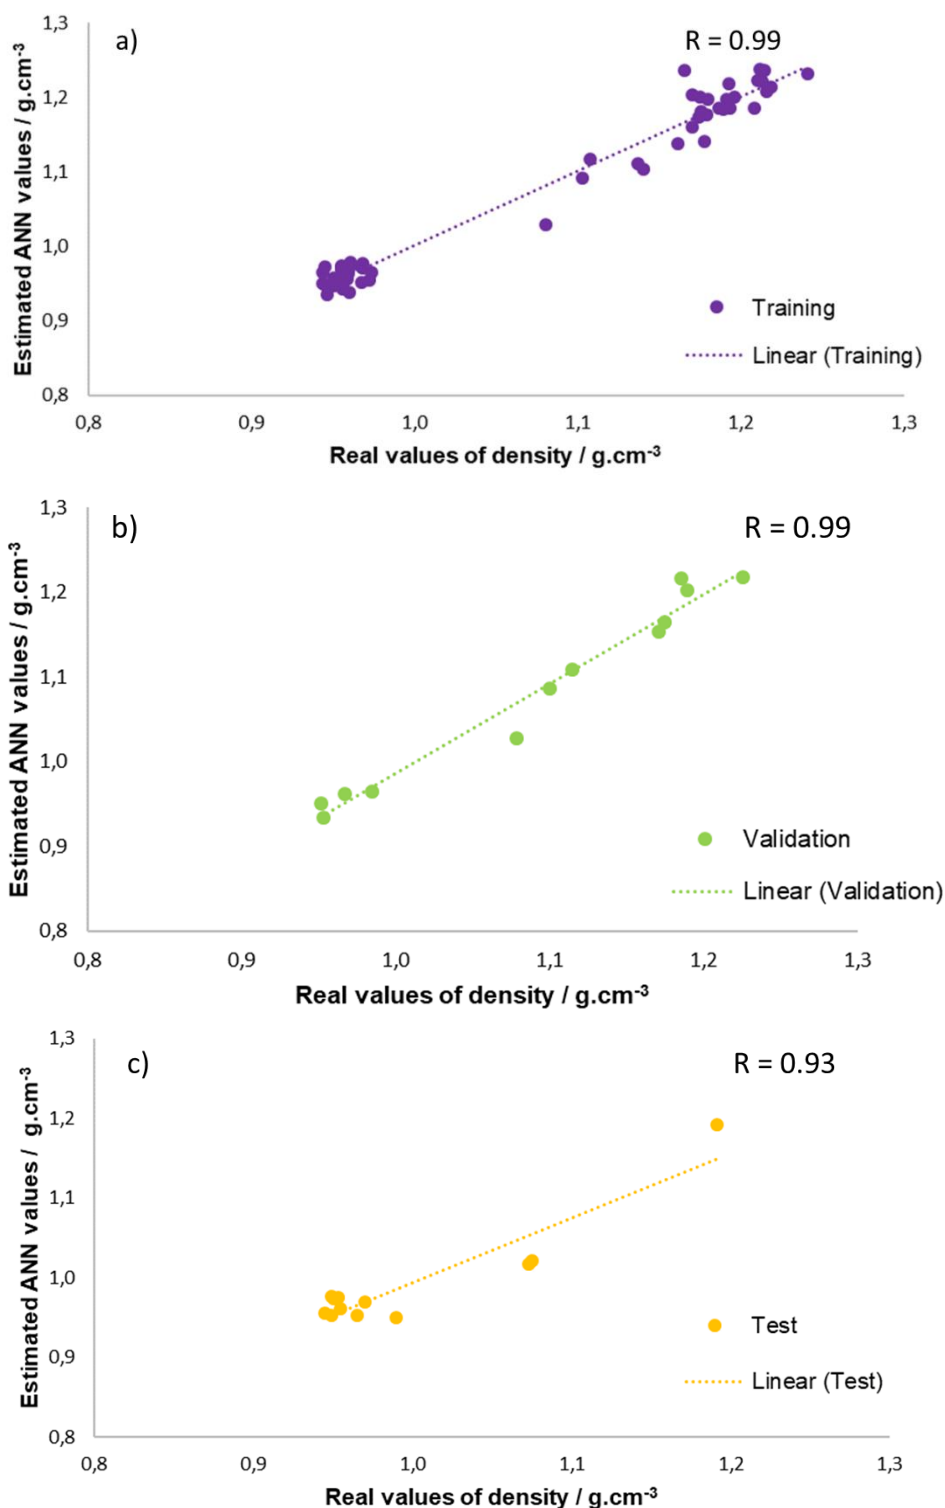 a)
R = 0.99
1,3
1,2
1,1
1,0
0,9
0,8
Estimated ANN values / g.cm-3
Training
Linear (Training)
0,8 0,9 1,0 1,1 1,2 1,3
Real values of density / g.cm-3
b)
R = 0.99
1,3
1,2
1,1
1,0
0,9
0,8
Estimated ANN values / g.cm-3
Validation
Linear (Validation)
0,8 0,9 1,0 1,1 1,2 1,3
Real values of density / g.cm-3
c)
R = 0.93
1,3
1,2
1,1
1,0
0,9
0,8
Estimated ANN values / g.cm-3
Test
Linear (Test)
0,8 0,9 1,0 1,1 1,2 1,3
Real values of density / g.cm-3